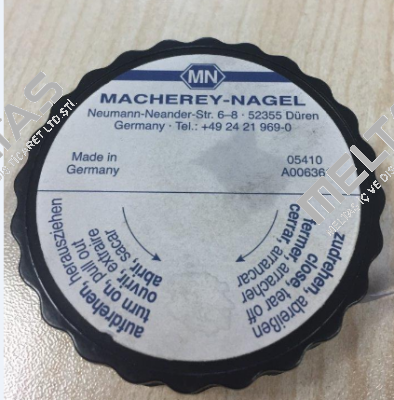 MN
MACHEREY-NAGEL
Neumann-Neander-Str. 6–8 · 52355 Düren
Germany · Tel.: +49 24 21 969-0
Made in
Germany
05410
A00636
aufdrehen, herausziehen
turn on, pull out
ouvrir, extraire
abrir, sacar
zudrehen, abreißen
close, tear off
fermer, arracher
cerrar, arrancar
MELTAS